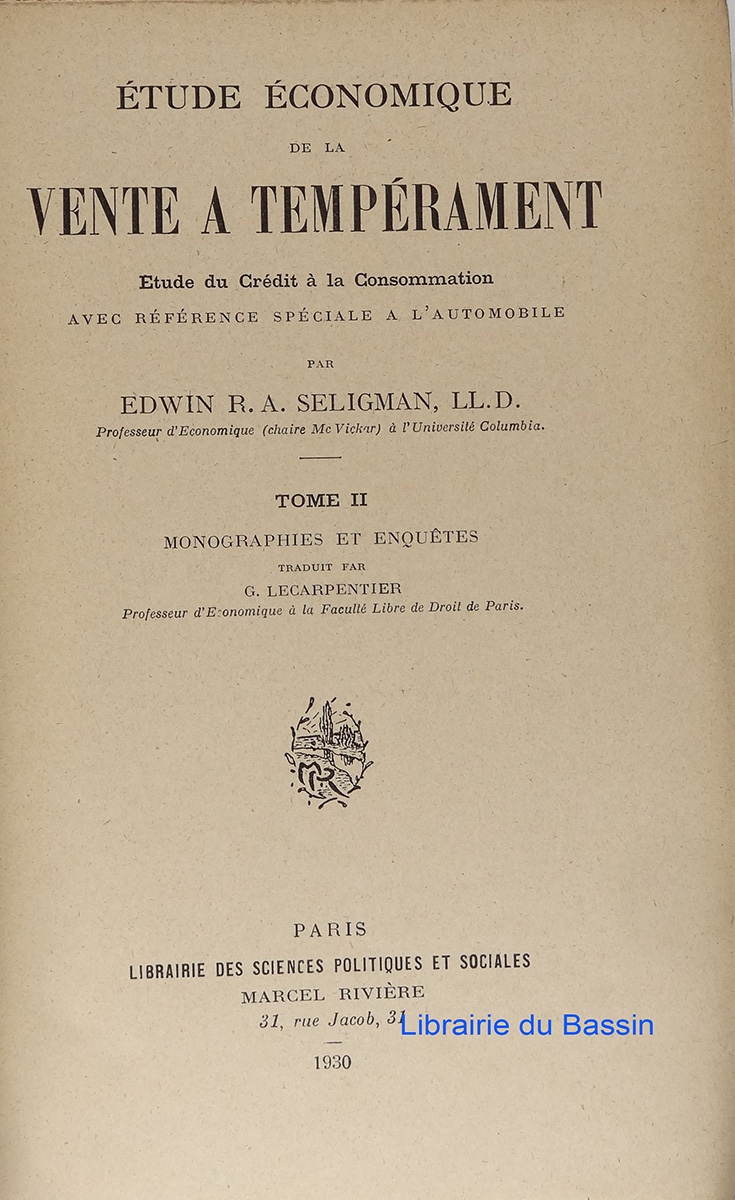 ÉTUDE ÉCONOMIQUE
DE LA
VENTE A TEMPÉRAMENT
Etude du Crédit à la Consommation
AVEC RÉFÉRENCE SPÉCIALE A L'AUTOMOBILE
PAR
EDWIN R. A. SELIGMAN, LL.D.
Professeur d'Economique (chaire Mc Vickar) à l'Université Columbia.
TOME II
MONOGRAPHIES ET ENQUÊTES
TRADUIT PAR
G. LECARPENTIER
Professeur d'Economique à la Faculté Libre de Droit de Paris.
MR
PARIS
LIBRAIRIE DES SCIENCES POLITIQUES ET SOCIALES
MARCEL RIVIÈRE
31, rue Jacob, 31
Librairie du Bassin
1930